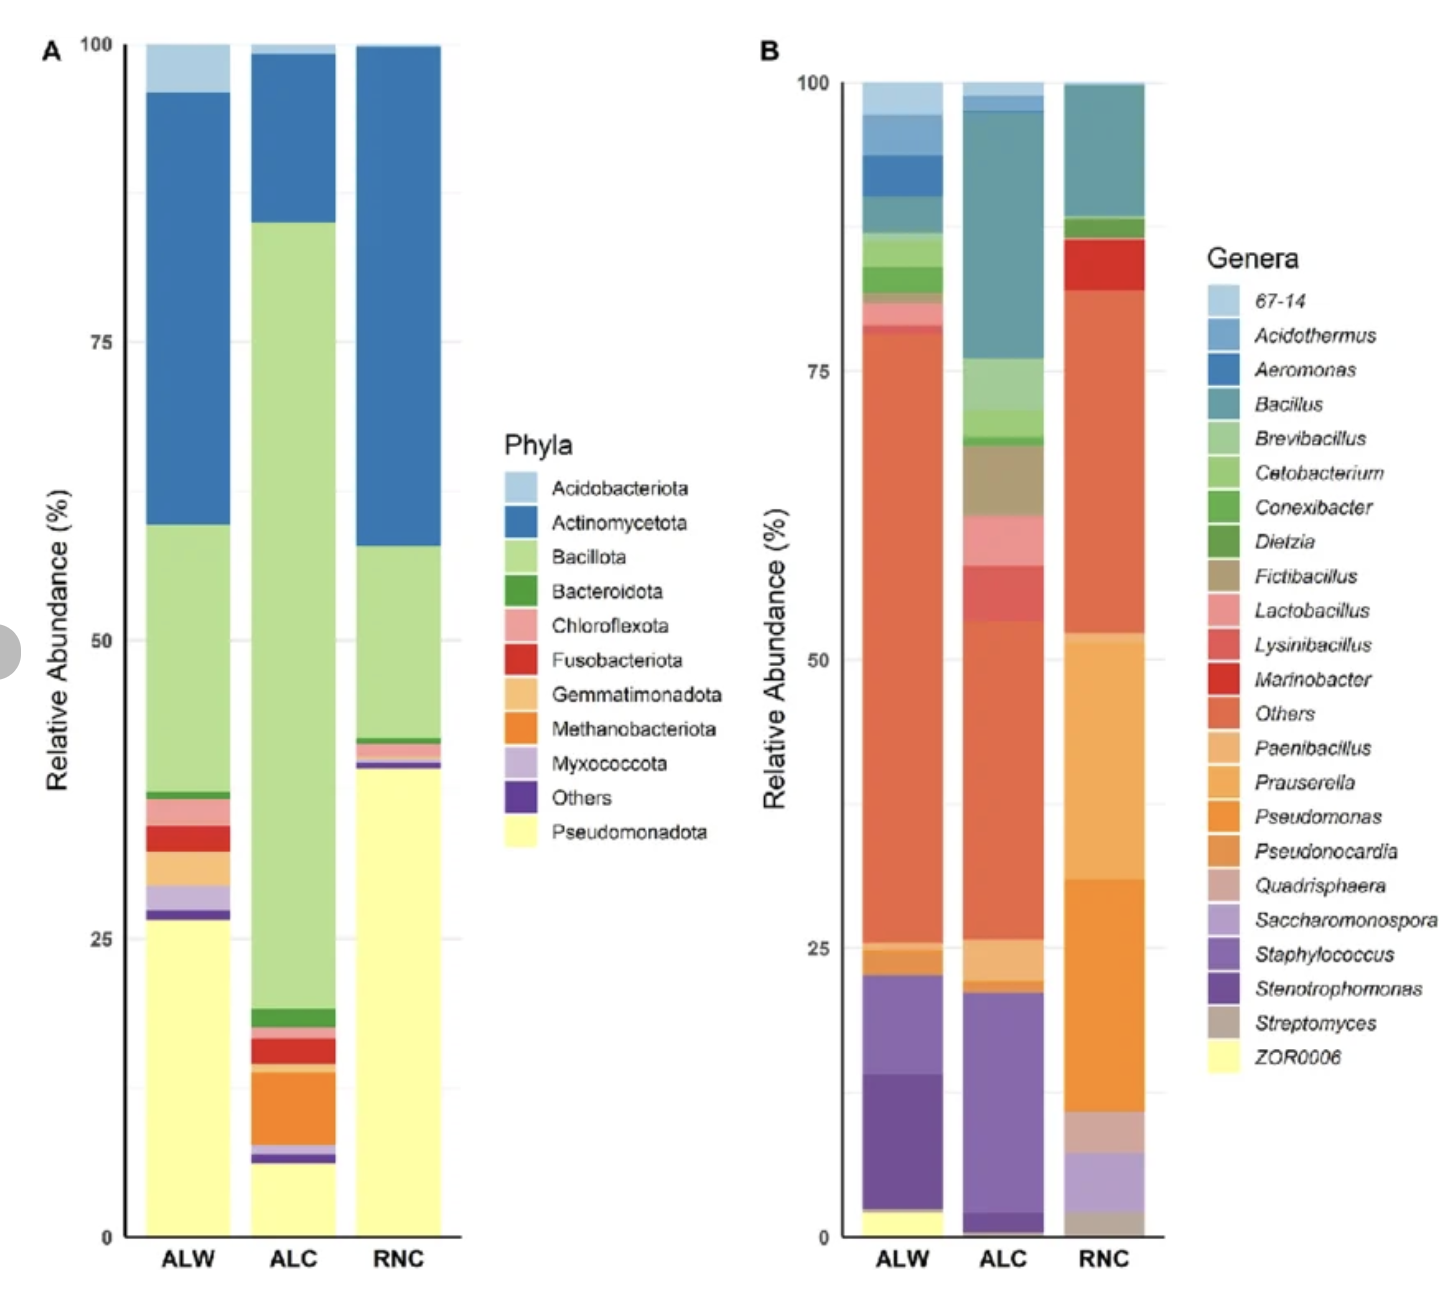 A
100
75
50
25
0
Relative Abundance (%)
ALW
ALC
RNC
Phyla
Acidobacteriota
Actinomycetota
Bacillota
Bacteroidota
Chloroflexota
Fusobacteriota
Gemmatimonadota
Methanobacteriota
Myxococcota
Others
Pseudomonadota
B
100
75
50
25
0
Relative Abundance (%)
ALW
ALC
RNC
Genera
67-14
Acidothermus
Aeromonas
Bacillus
Brevibacillus
Cetobacterium
Conexibacter
Dietzia
Fictibacillus
Lactobacillus
Lysinibacillus
Marinobacter
Others
Paenibacillus
Prauserella
Pseudomonas
Pseudonocardia
Quadrisphaera
Saccharomonospora
Staphylococcus
Stenotrophomonas
Streptomyces
ZOR0006